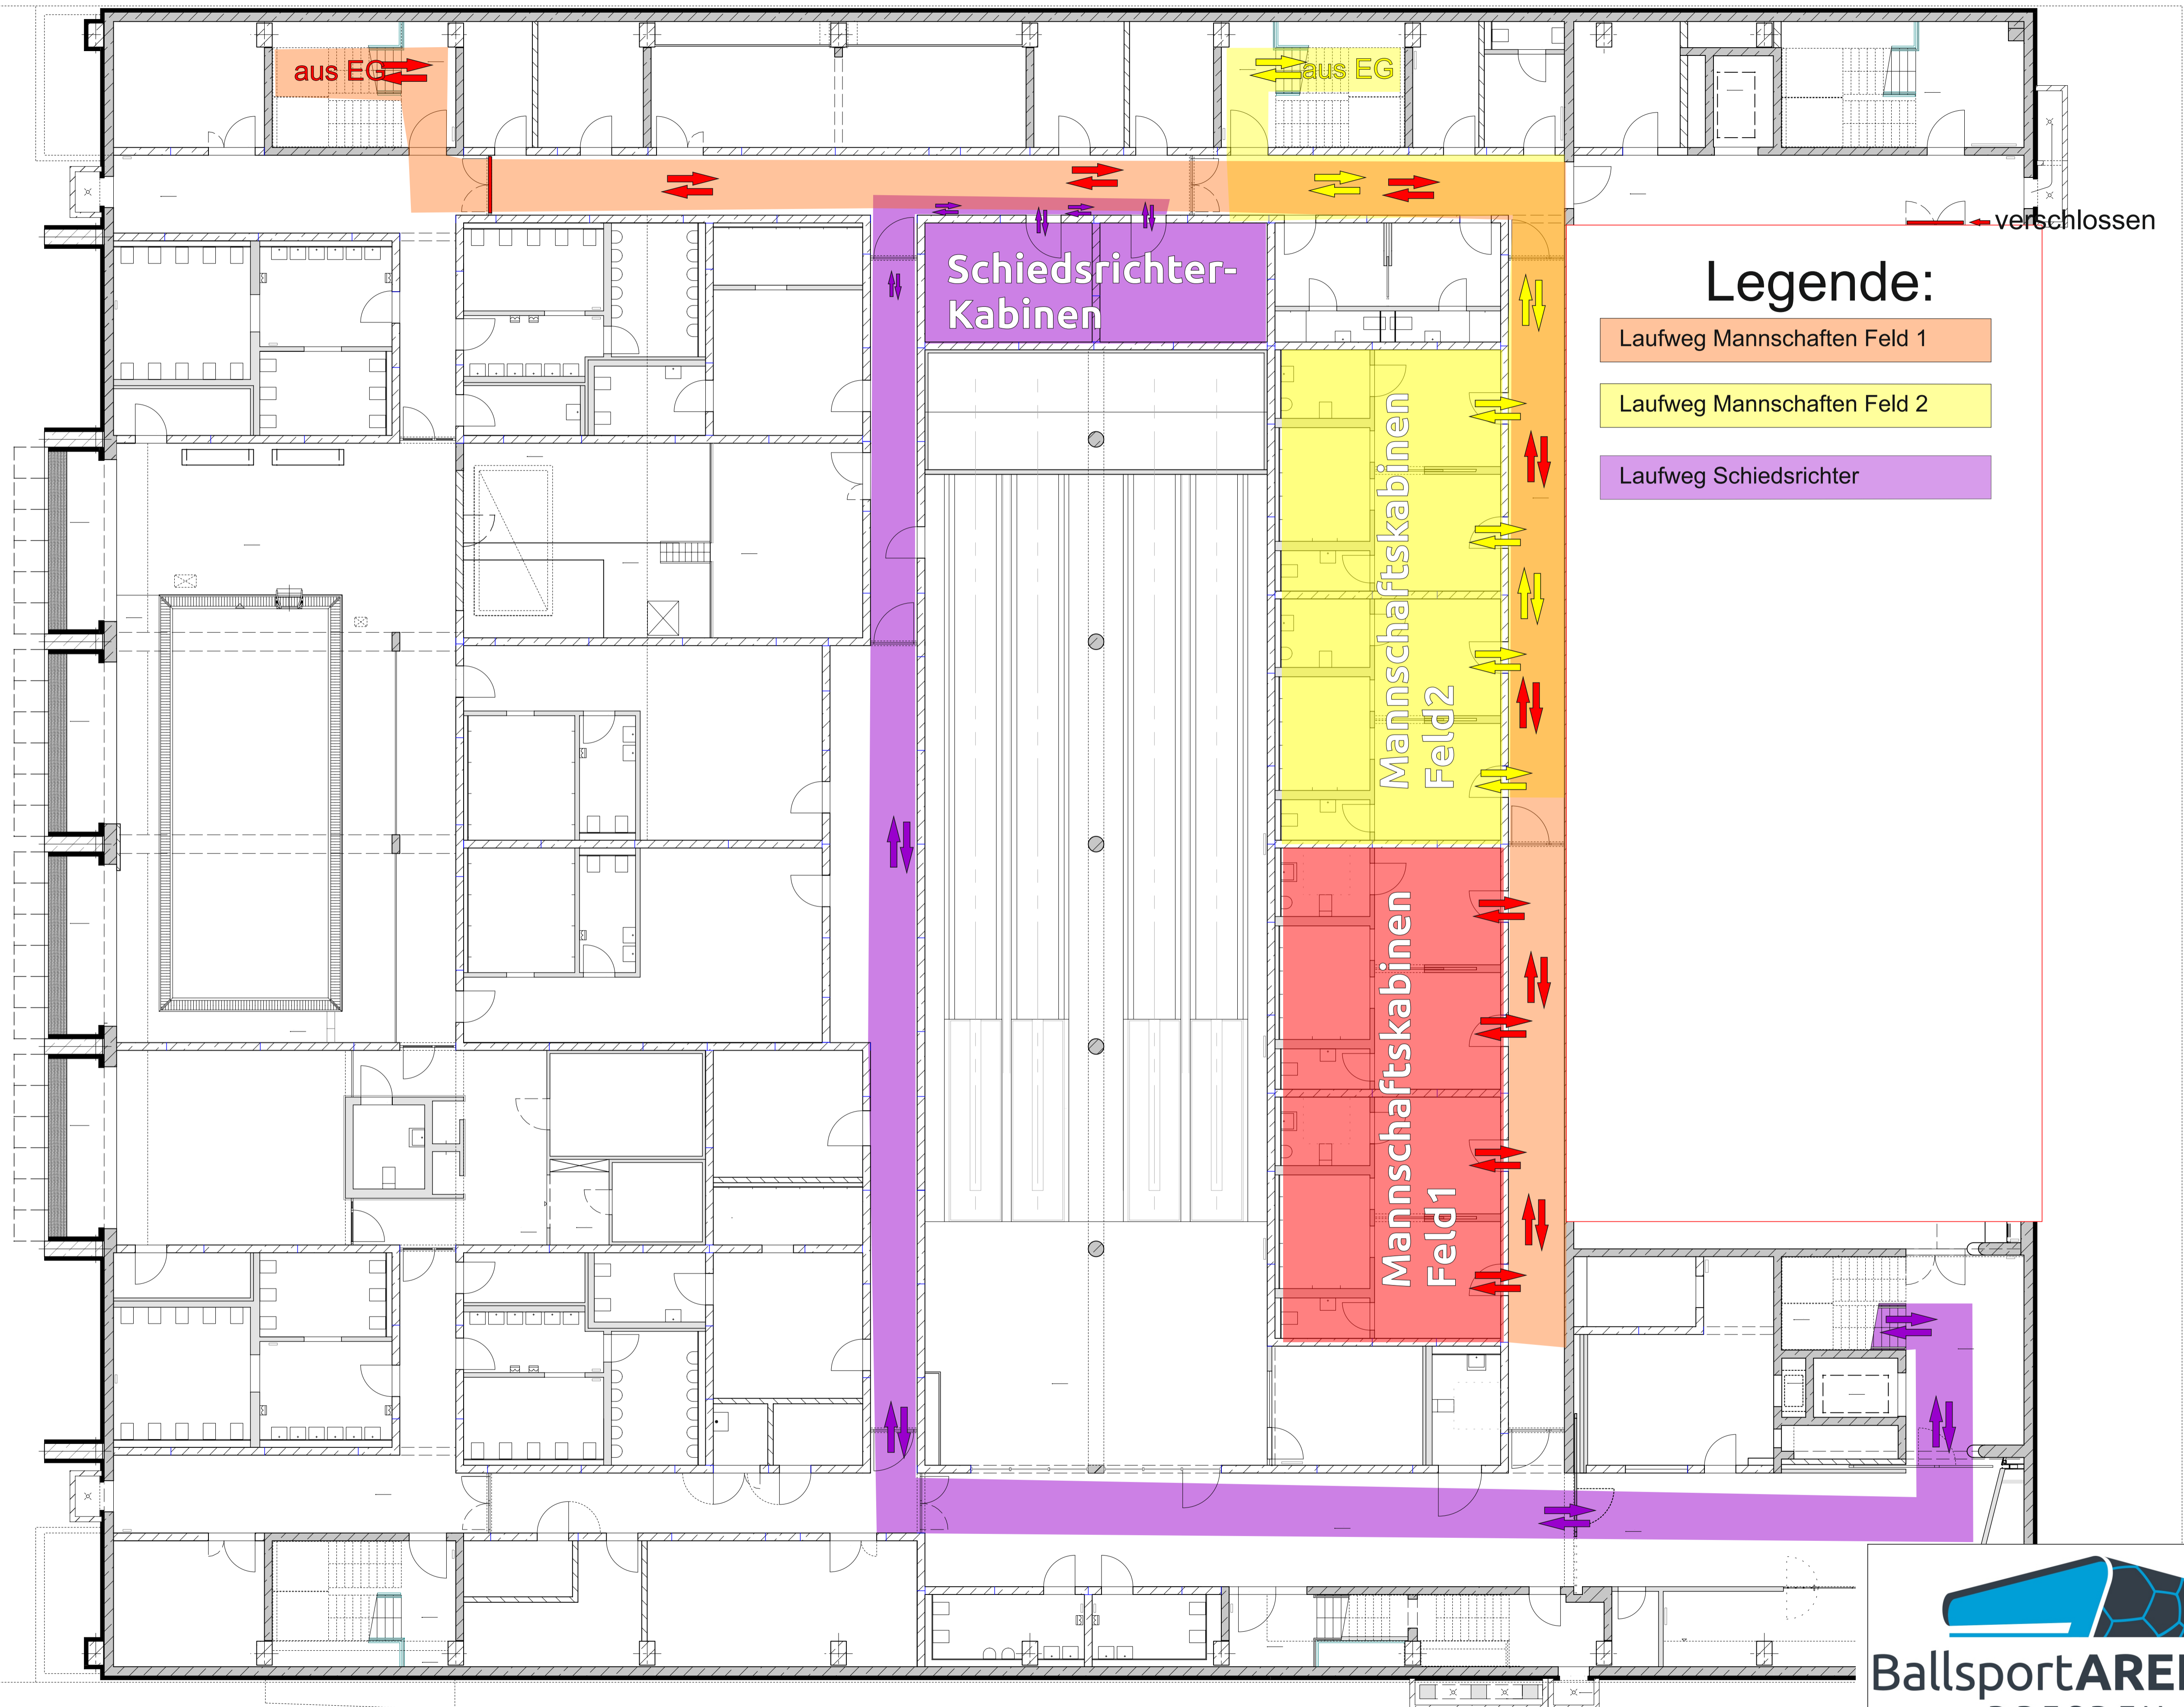 aus EG
aus EG
verschlossen
Legende:
Laufweg Mannschaften Feld 1
Laufweg Mannschaften Feld 2
Laufweg Schiedsrichter
Schiedsrichter-
Kabinen
Mannschaftskabinen
Feld2
Mannschaftskabinen
Feld1
BallsportARE